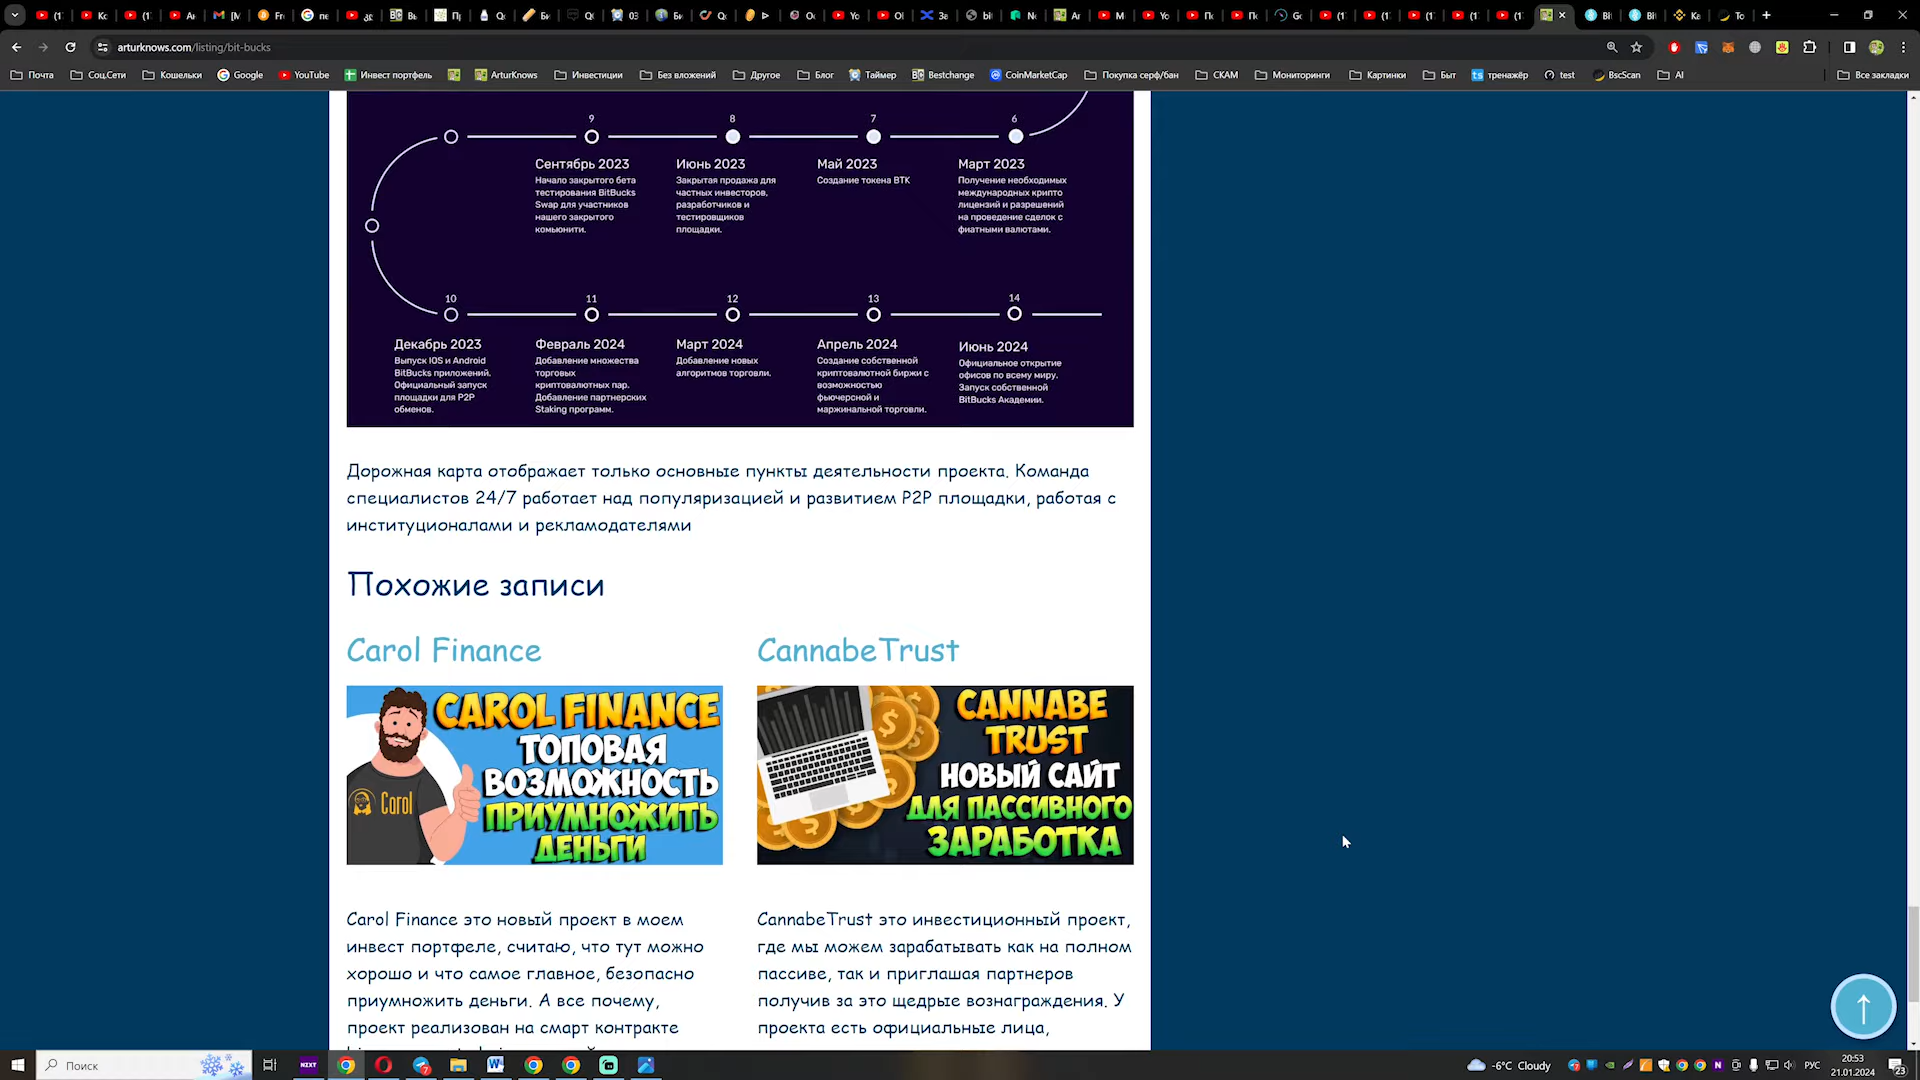 arturknows.com/listing/bit-bucks
Почта
Соц.Сети
Кошельки
Google
YouTube
Инвест портфель
ArturKnows
Инвестиции
Без вложений
Другое
Блог
Таймер
Bestchange
CoinMarketCap
Покупка серф/бан
СКАМ
Мониторинги
Картинки
Быт
тренажёр
test
BscScan
AI
Все закладки
9
8
7
6
Сентябрь 2023
Начало закрытого бета
тестирования BitBucks
Swap для участников
нашего закрытого
комьюнити.
Июнь 2023
Закрытая продажа для
частных инвесторов,
разработчиков и
тестировщиков
площадки.
Май 2023
Создание токена BTK
Март 2023
Получение необходимых
международных крипто
лицензий и разрешений
на проведение сделок с
фиатными валютами.
10
11
12
13
14
Декабрь 2023
Выпуск IOS и Android
BitBucks приложений.
Официальный запуск
площадки для P2P
обменов.
Февраль 2024
Добавление множества
торговых
криптовалютных пар.
Добавление партнерских
Staking программ.
Март 2024
Добавление новых
алгоритмов торговли.
Апрель 2024
Создание собственной
криптовалютной биржи с
возможностью
фьючерсной и
маржинальной торговли.
Июнь 2024
Официальное открытие
офисов по всему миру.
Запуск собственной
BitBucks Академии.
Дорожная карта отображает только основные пункты деятельности проекта. Команда
специалистов 24/7 работает над популяризацией и развитием P2P площадки, работая с
институционалами и рекламодателями
Похожие записи
Carol Finance
CAROL FINANCE
ТОПОВАЯ
ВОЗМОЖНОСТЬ
ПРИУМНОЖИТЬ
ДЕНЬГИ
Carol
Carol Finance это новый проект в моем
инвест портфеле, считаю, что тут можно
хорошо и что самое главное, безопасно
приумножить деньги. А все почему,
проект реализован на смарт контракте
CannabeTrust
CANNABE
TRUST
НОВЫЙ САЙТ
ДЛЯ ПАССИВНОГО
ЗАРАБОТКА
CannabeTrust это инвестиционный проект,
где мы можем зарабатывать как на полном
пассиве, так и приглашая партнеров
получив за это щедрые вознаграждения. У
проекта есть официальные лица,
Поиск
NEXT
-6°C Cloudy
РУС
20:53
21.01.2024
23